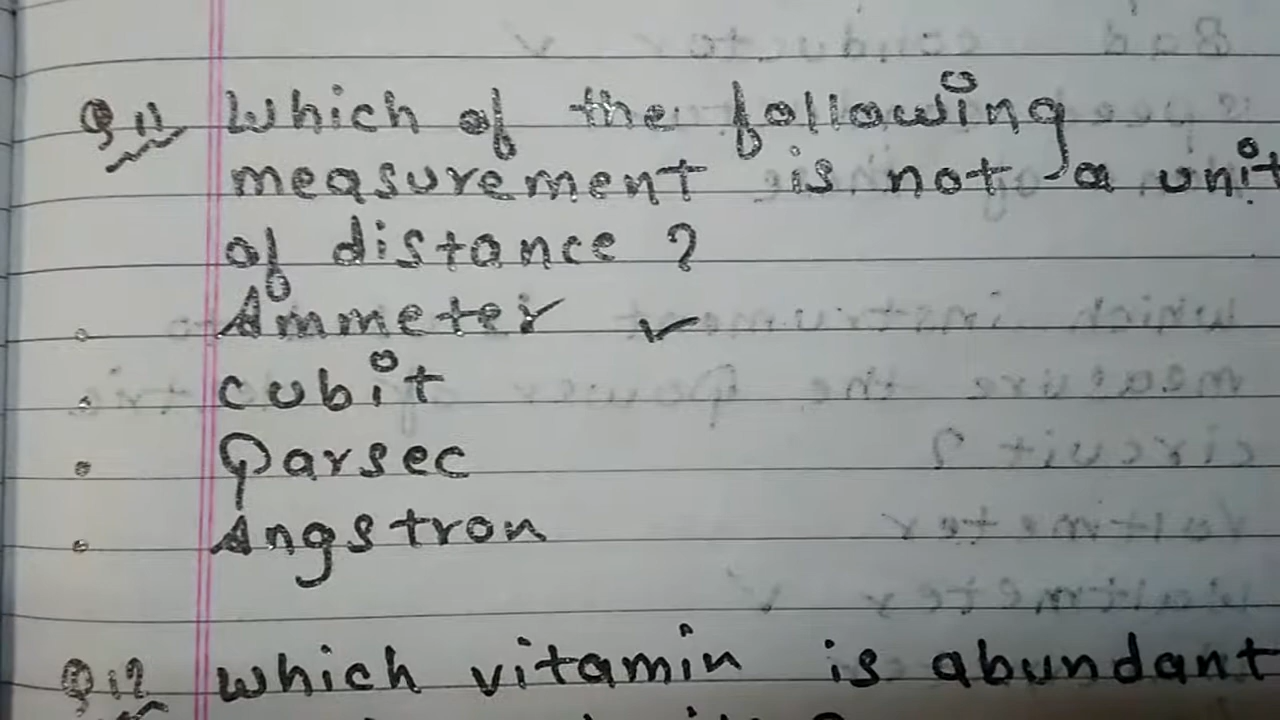 Q11 Which of the following
measurement is not a unit
of distance ?
Ammeter ✓
cubit
Parsec
Angstron
Q12 Which vitamin is abundant